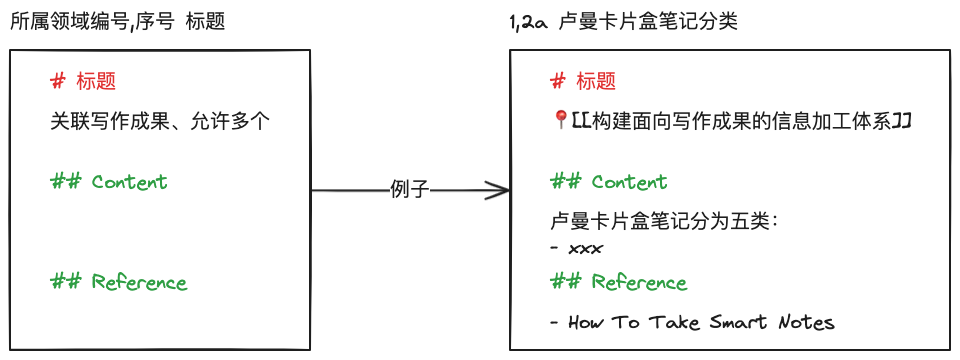 所属领域编号,序号 标题
# 标题
关联写作成果、允许多个
## Content
## Reference
例子
1,2a 卢曼卡片盒笔记分类
# 标题
📍[[构建面向写作成果的信息加工体系]]
## Content
卢曼卡片盒笔记分为五类：
- xxx
## Reference
- How To Take Smart Notes